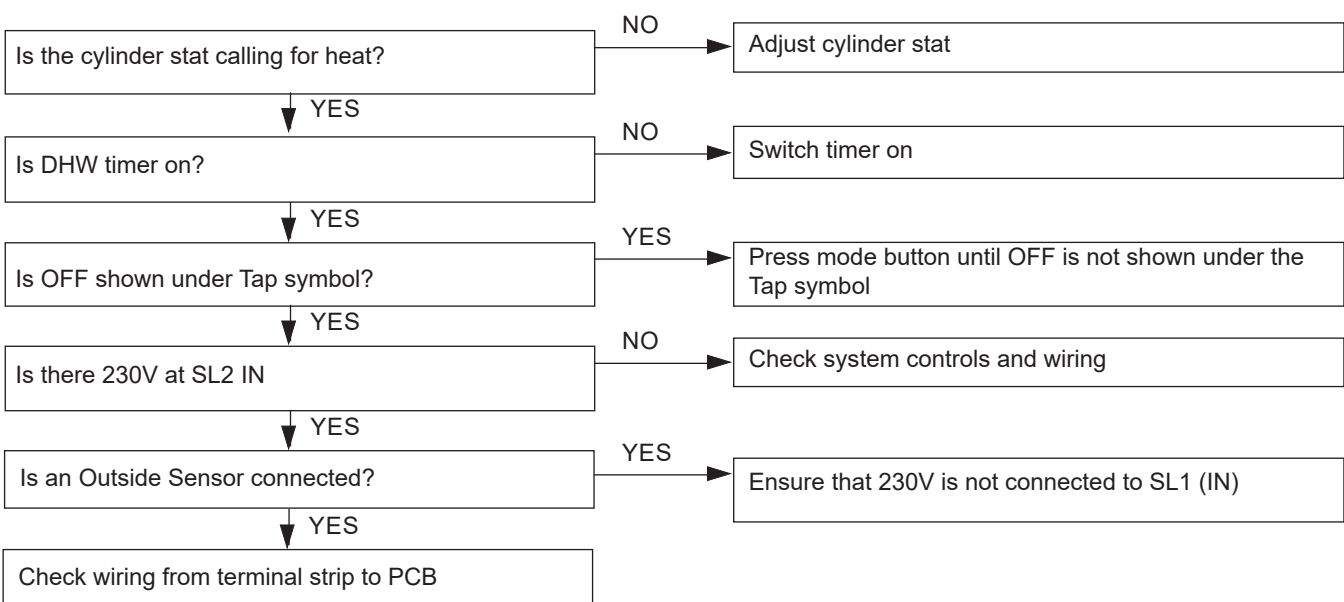 NO
Is the cylinder stat calling for heat?
Adjust cylinder stat
YES
NO
Is DHW timer on?
Switch timer on
YES
YES
Is OFF shown under Tap symbol?
Press mode button until OFF is not shown under the
Tap symbol
YES
NO
Is there 230V at SL2 IN
Check system controls and wiring
YES
YES
Is an Outside Sensor connected?
Ensure that 230V is not connected to SL1 (IN)
YES
Check wiring from terminal strip to PCB